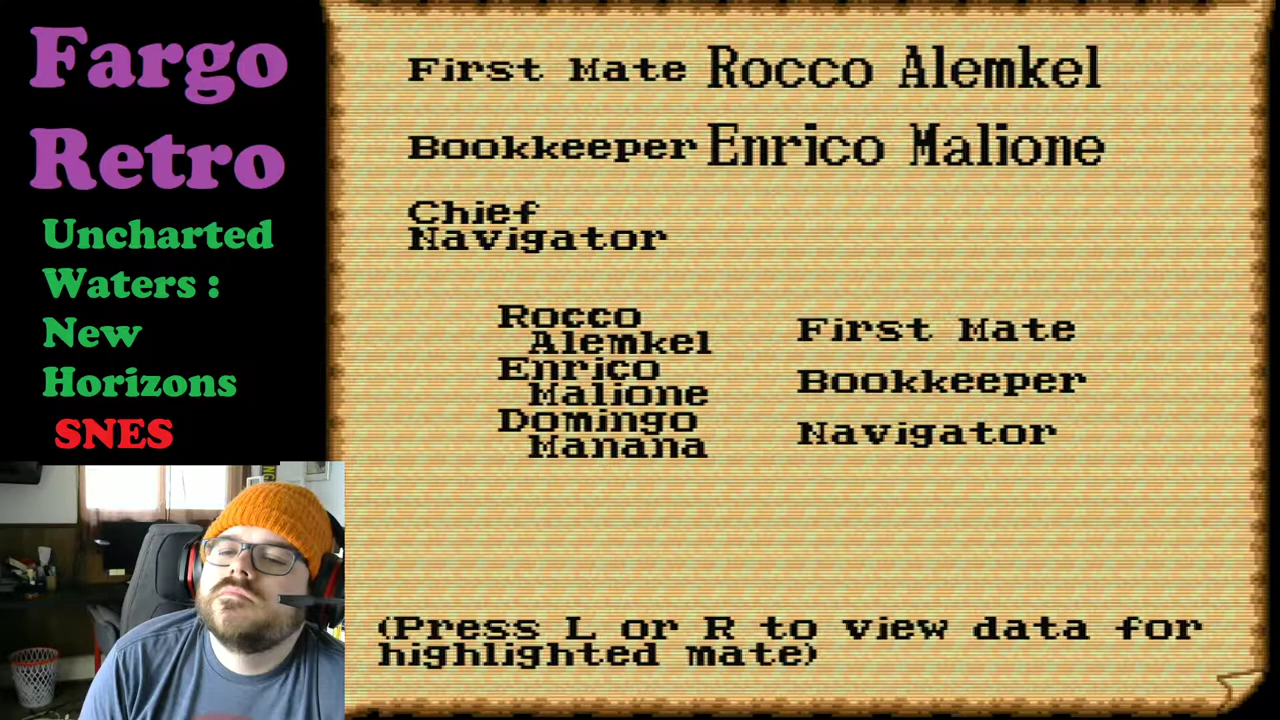 Fargo
Retro
Uncharted
Waters :
New
Horizons
SNES
First Mate Rocco Alemkel
Bookkeeper Enrico Malione
Chief
Navigator
Rocco
Alemkel
First Mate
Enrico
Malione
Bookkeeper
Domingo
Manana
Navigator
(Press L or R to view data for
highlighted mate)